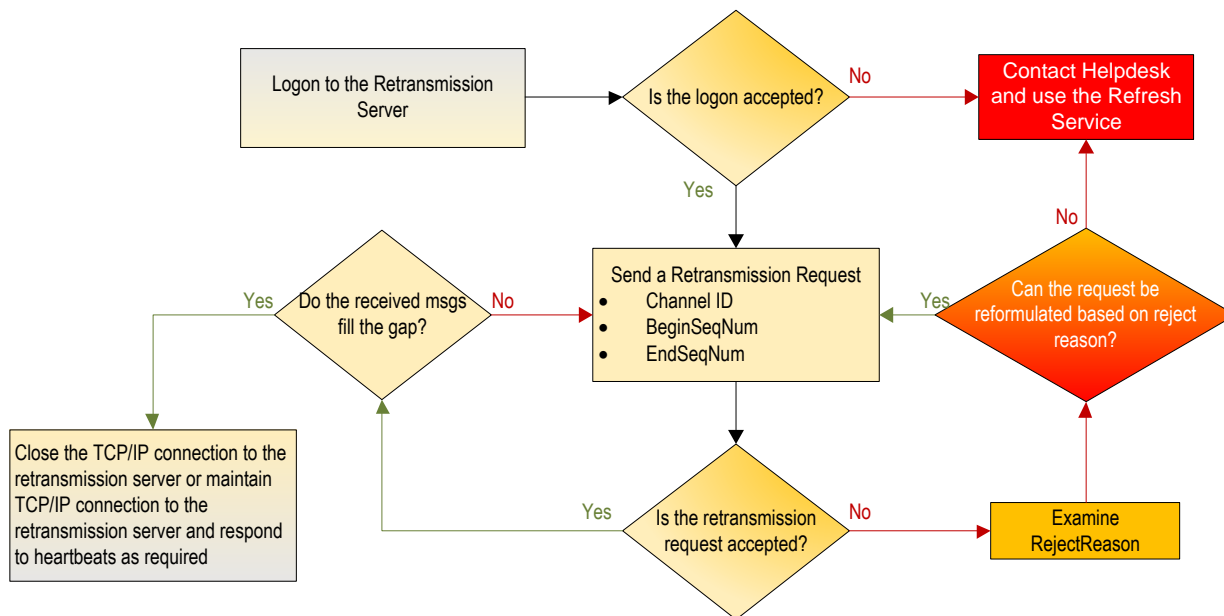 Logon to the Retransmission
Server
Is the logon accepted?
No
Contact Helpdesk
and use the Refresh
Service
Yes
No
Yes
Do the received msgs
fill the gap?
No
Send a Retransmission Request
• Channel ID
• BeginSeqNum
• EndSeqNum
Yes
Can the request be
reformulated based on reject
reason?
Close the TCP/IP connection to the
retransmission server or maintain
TCP/IP connection to the
retransmission server and respond
to heartbeats as required
Yes
Is the retransmission
request accepted?
No
Examine
RejectReason